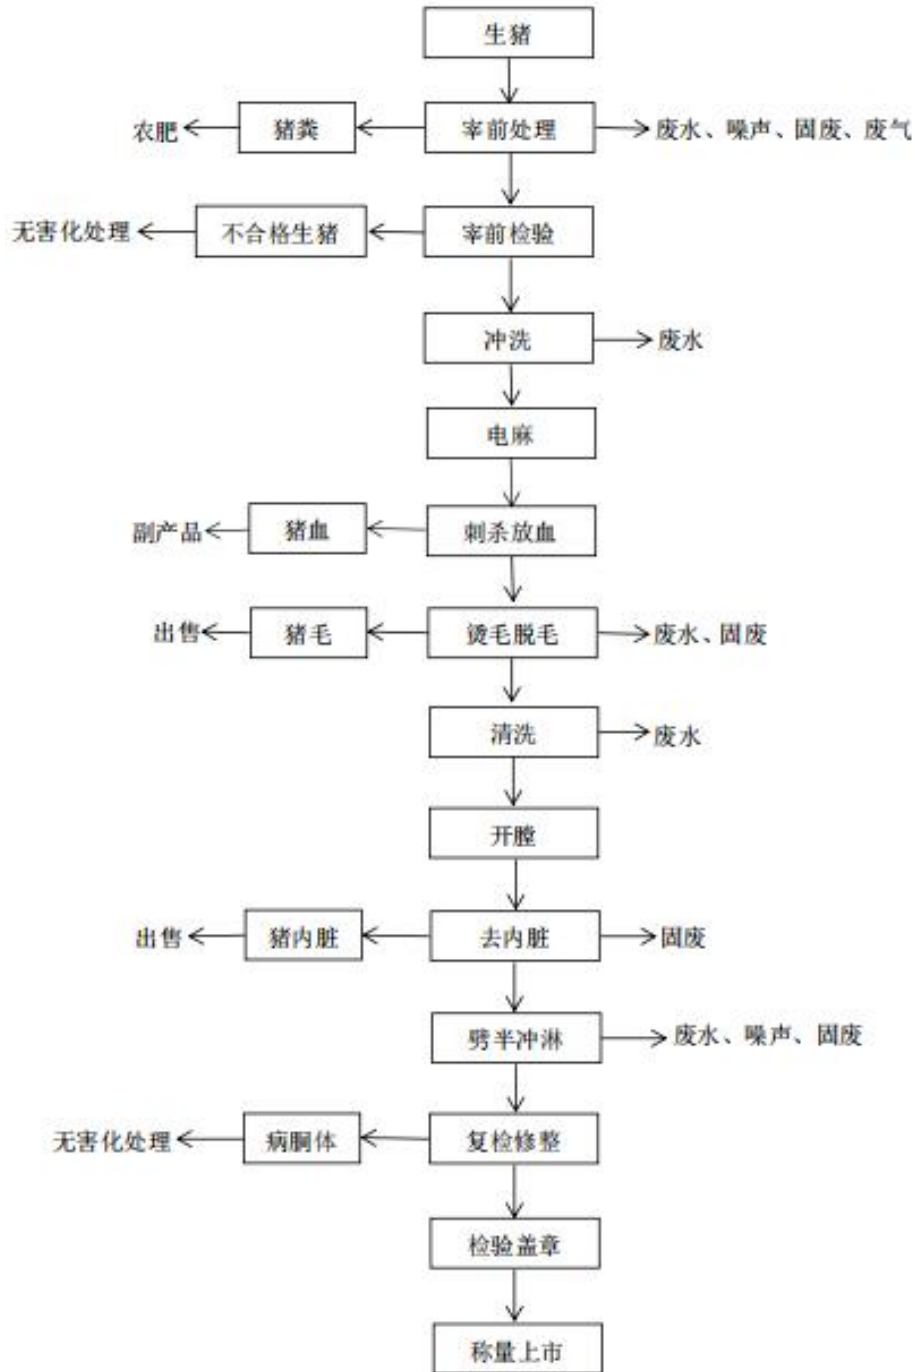 生猪
农肥 猪粪 宰前处理 废水、噪声、固废、废气
无害化处理 不合格生猪 宰前检验
冲洗 废水
电麻
副产品 猪血 刺杀放血
出售 猪毛 烫毛脱毛 废水、固废
清洗 废水
开膛
出售 猪内脏 去内脏 固废
劈半冲淋 废水、噪声、固废
无害化处理 病胴体 复检修整
检验盖章
称量上市